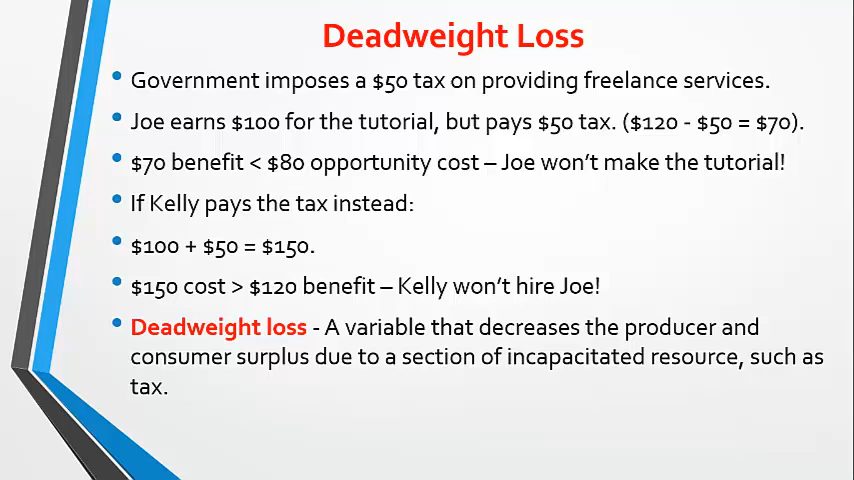 Deadweight Loss
Government imposes a $50 tax on providing freelance services.
Joe earns $100 for the tutorial, but pays $50 tax. ($120 - $50 = $70).
$70 benefit < $80 opportunity cost – Joe won't make the tutorial!
If Kelly pays the tax instead:
$100 + $50 = $150.
$150 cost > $120 benefit – Kelly won't hire Joe!
Deadweight loss - A variable that decreases the producer and
consumer surplus due to a section of incapacitated resource, such as
tax.